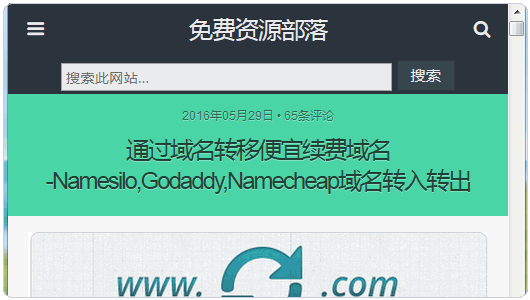 免费资源部落
搜索此网站...
搜索
2016年05月29日 • 65条评论
通过域名转移便宜续费域名
-Namesilo,Godaddy,Namecheap域名转入转出
www. .com